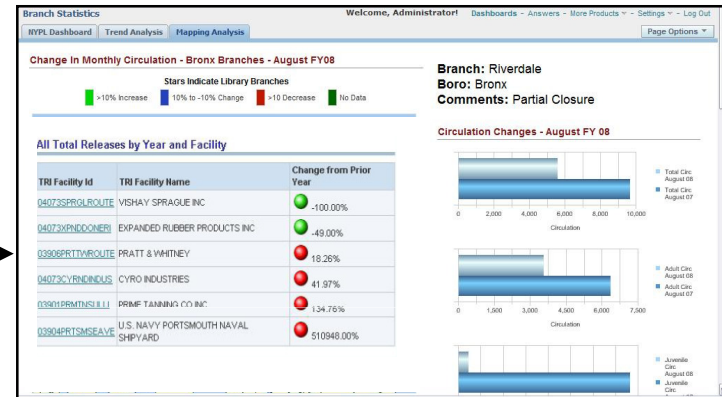 Branch Statistics
Welcome, Administrator! Dashboards - Answers - More Products - Settings - Log Out
NYPL Dashboard Trend Analysis Mapping Analysis
Page Options
Change In Monthly Circulation - Bronx Branches - August FY08
Stars Indicate Library Branches
>10% Increase 10% to -10% Change >10 Decrease No Data
All Total Releases by Year and Facility
TRI Facility Id TRI Facility Name Change from Prior Year
04073SPRGLROUTE VISHAY SPRAGUE INC -100.00%
04073XPNDDONERI EXPANDED RUBBER PRODUCTS INC -49.00%
03906PRTTWROUTE PRATT & WHITNEY 18.26%
04073CYRNDINDUS CYRO INDUSTRIES 41.97%
03901PRMTNSULLI PRIME TANNING CO INC 134.76%
03904PRTSMSEAVE U.S. NAVY PORTSMOUTH NAVAL SHIPYARD 510948.00%
Branch: Riverdale
Boro: Bronx
Comments: Partial Closure
Circulation Changes - August FY 08
Total Circ
August 08
Total Circ
August 07
0 2,000 4,000 6,000 8,000 10,000
Circulation
Adult Circ
August 08
Adult Circ
August 07
0 1,500 3,000 4,500 6,000 7,500
Circulation
Juvenile
Circ
August 08
Juvenile
Circ